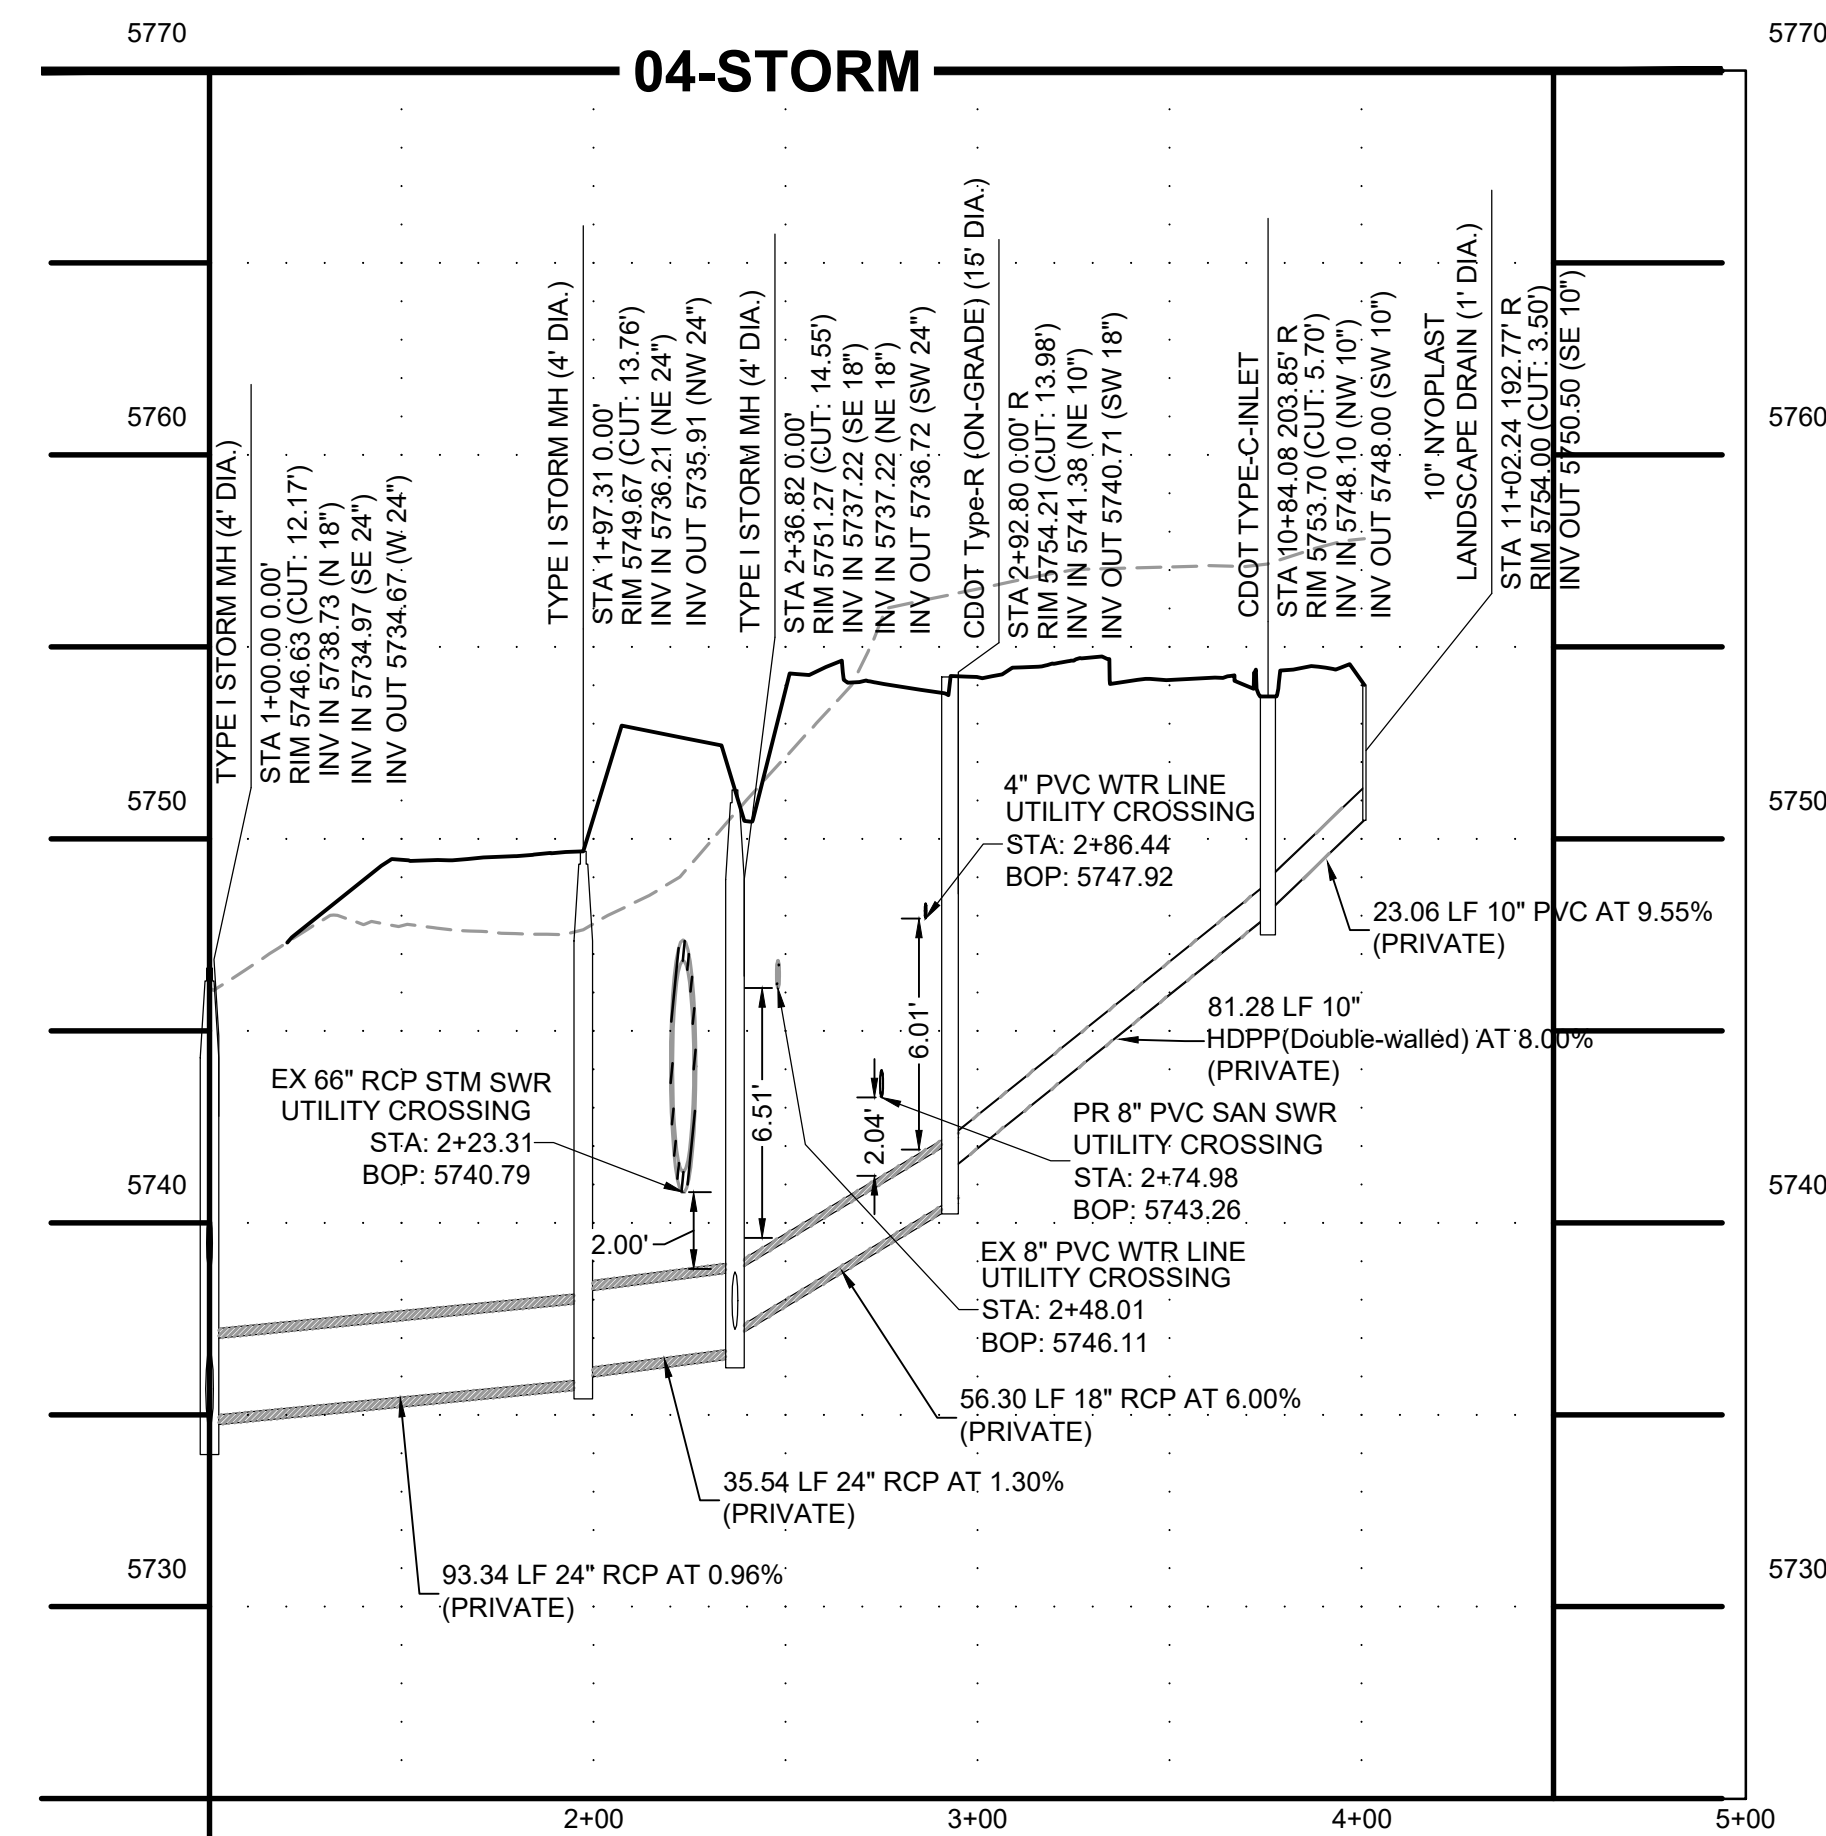 5770
5770
04-STORM
TYPE I STORM MH (4' DIA.)
STA 1+00.00 0.00'
RIM 5746.63 (CUT: 12.17')
INV IN 5738.73 (N 18")
INV IN 5734.97 (SE 24")
INV OUT 5734.67 (W 24")
TYPE I STORM MH (4' DIA.)
STA 1+97.31 0.00'
RIM 5749.67 (CUT: 13.76')
INV IN 5736.21 (NE 24")
INV OUT 5735.91 (NW 24")
TYPE I STORM MH (4' DIA.)
STA 2+36.82 0.00'
RIM 5751.27 (CUT: 14.55')
INV IN 5737.22 (SE 18")
INV IN 5737.22 (NE 18")
INV OUT 5736.72 (SW 24")
CDOT Type-R (ON-GRADE) (15' DIA.)
STA 2+92.80 0.00' R
RIM 5754.21 (CUT: 13.98')
INV IN 5741.38 (NE 10")
INV OUT 5740.71 (SW 18")
CDOT TYPE-C-INLET
STA 10+84.08 203.85' R
RIM 5753.70 (CUT: 5.70')
INV IN 5748.10 (NW 10")
INV OUT 5748.00 (SW 10")
10" NYOPLAST
LANDSCAPE DRAIN (1' DIA.)
STA 11+02.24 192.77' R
RIM 5754.00 (CUT: 3.50')
INV OUT 5750.50 (SE 10")
5760
5760
5750
5750
4" PVC WTR LINE
UTILITY CROSSING
STA: 2+86.44
BOP: 5747.92
23.06 LF 10" PVC AT 9.55%
(PRIVATE)
81.28 LF 10"
HDPP(Double-walled) AT 8.00%
(PRIVATE)
6.01'
6.51'
2.04'
EX 66" RCP STM SWR
UTILITY CROSSING
STA: 2+23.31
BOP: 5740.79
PR 8" PVC SAN SWR
UTILITY CROSSING
STA: 2+74.98
BOP: 5743.26
5740
5740
2.00'
EX 8" PVC WTR LINE
UTILITY CROSSING
STA: 2+48.01
BOP: 5746.11
56.30 LF 18" RCP AT 6.00%
(PRIVATE)
35.54 LF 24" RCP AT 1.30%
(PRIVATE)
93.34 LF 24" RCP AT 0.96%
(PRIVATE)
5730
5730
2+00
3+00
4+00
5+00